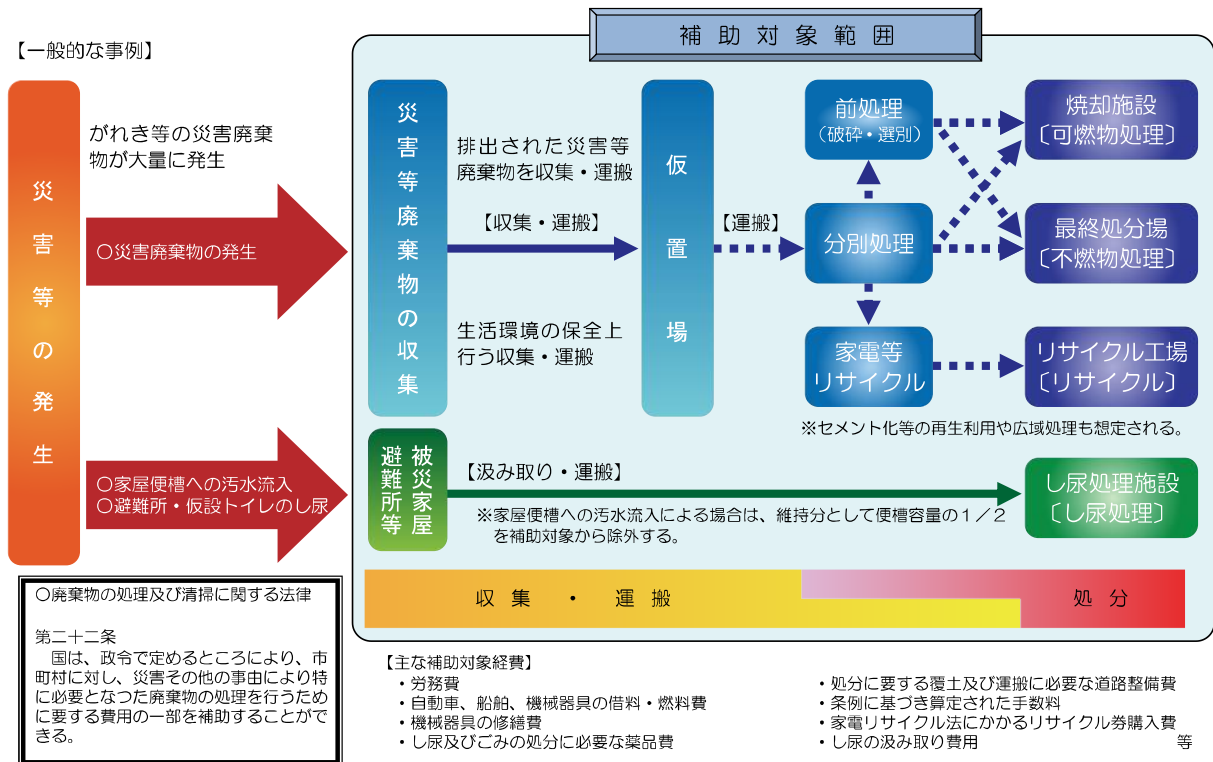 補助対象範囲
【一般的な事例】
災害等の発生
がれき等の災害廃棄
物が大量に発生
○災害廃棄物の発生
○家屋便槽への汚水流入
○避難所・仮設トイレのし尿
災害等廃棄物の収集
排出された災害等
廃棄物を収集・運搬
【収集・運搬】
生活環境の保全上
行う収集・運搬
仮置場
【運搬】
前処理
（破砕・選別）
分別処理
家電等
リサイクル
焼却施設
〔可燃物処理〕
最終処分場
〔不燃物処理〕
リサイクル工場
〔リサイクル〕
※セメント化等の再生利用や広域処理も想定される。
被災家屋
避難所等
【汲み取り・運搬】
し尿処理施設
〔し尿処理〕
※家屋便槽への汚水流入による場合は、維持分として便槽容量の１／２
を補助対象から除外する。
収集・運搬
処分
○廃棄物の処理及び清掃に関する法律
第二十二条
国は、政令で定めるところにより、市
町村に対し、災害その他の事由により特
に必要となつた廃棄物の処理を行うため
に要する費用の一部を補助することがで
きる。
【主な補助対象経費】
・労務費
・自動車、船舶、機械器具の借料・燃料費
・機械器具の修繕費
・し尿及びごみの処分に必要な薬品費
・処分に要する覆土及び運搬に必要な道路整備費
・条例に基づき算定された手数料
・家電リサイクル法にかかるリサイクル券購入費
・し尿の汲み取り費用 等